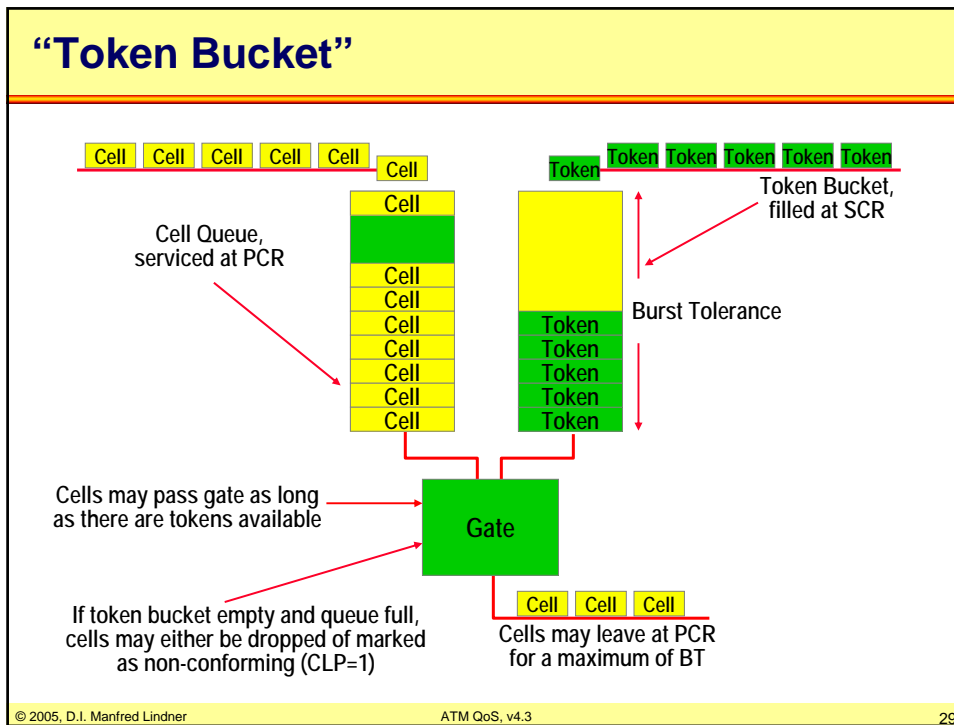 “Token Bucket”
Cell Cell Cell Cell Cell
Cell
Token Token Token Token Token
Token
Cell
Cell
Cell
Cell
Cell
Cell
Cell
Cell
Token
Token
Token
Token
Token
Token Bucket,
filled at SCR
Cell Queue,
serviced at PCR
Burst Tolerance
Cells may pass gate as long
as there are tokens available
Gate
If token bucket empty and queue full,
cells may either be dropped of marked
as non-conforming (CLP=1)
Cell Cell Cell
Cells may leave at PCR
for a maximum of BT
© 2005, D.I. Manfred Lindner
ATM QoS, v4.3
29